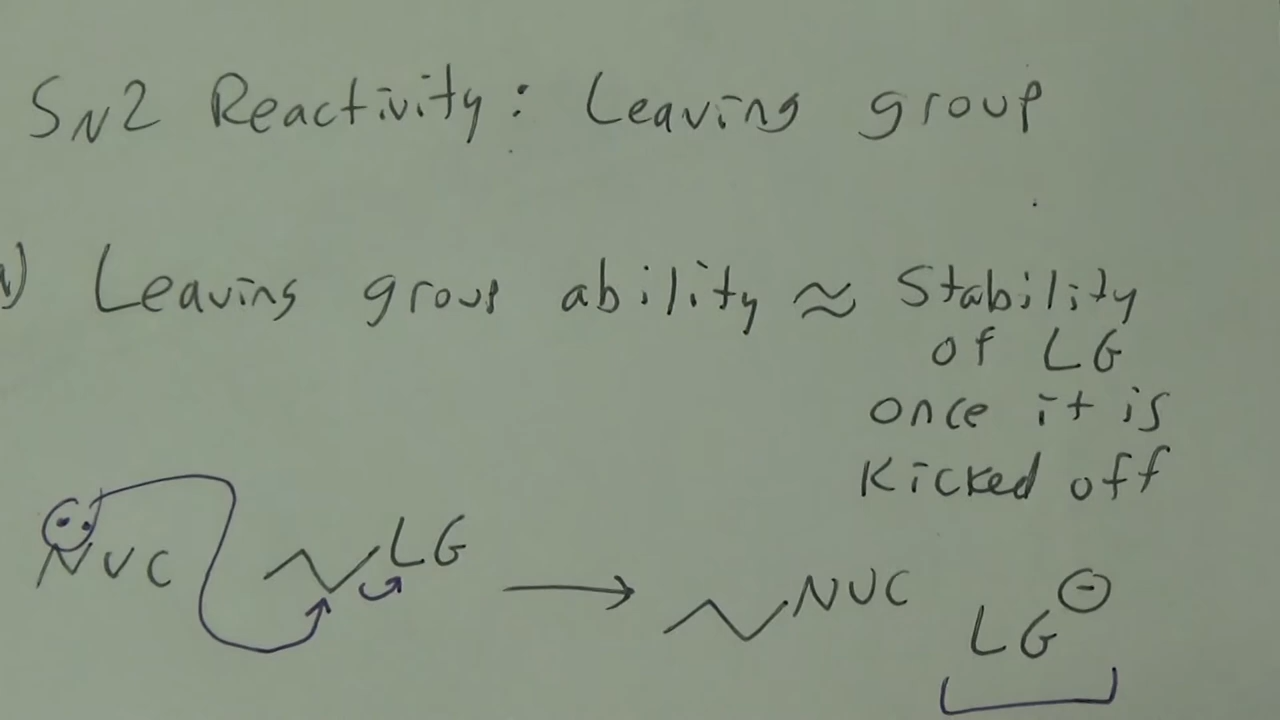 SN2 Reactivity: Leaving group
Leaving group ability ≈ Stability
of LG
once it is
kicked off
NUC LG → NUC LG⊖